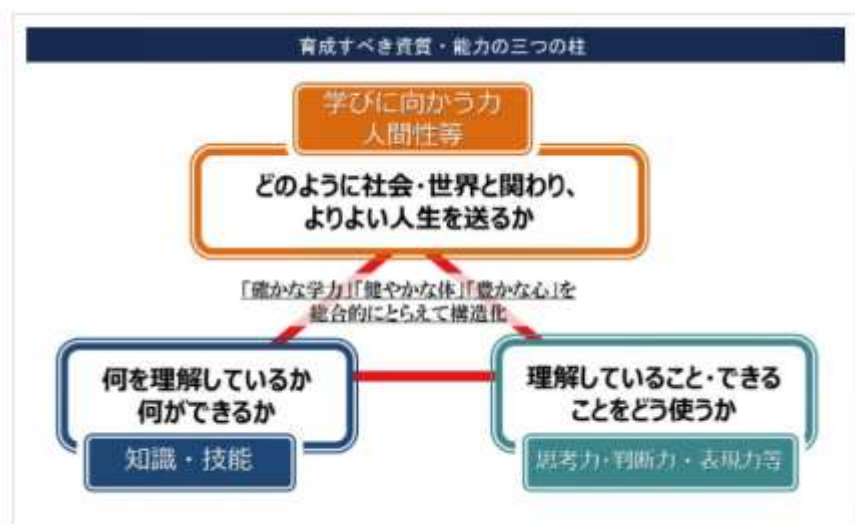 育成すべき資質・能力の三つの柱
学びに向かう力
人間性等
どのように社会・世界と関わり、
よりよい人生を送るか
「確かな学力」「健やかな体」「豊かな心」を
総合的にとらえて構造化
何を理解しているか
何ができるか
知識・技能
理解していること・できる
ことをどう使うか
思考力・判断力・表現力等